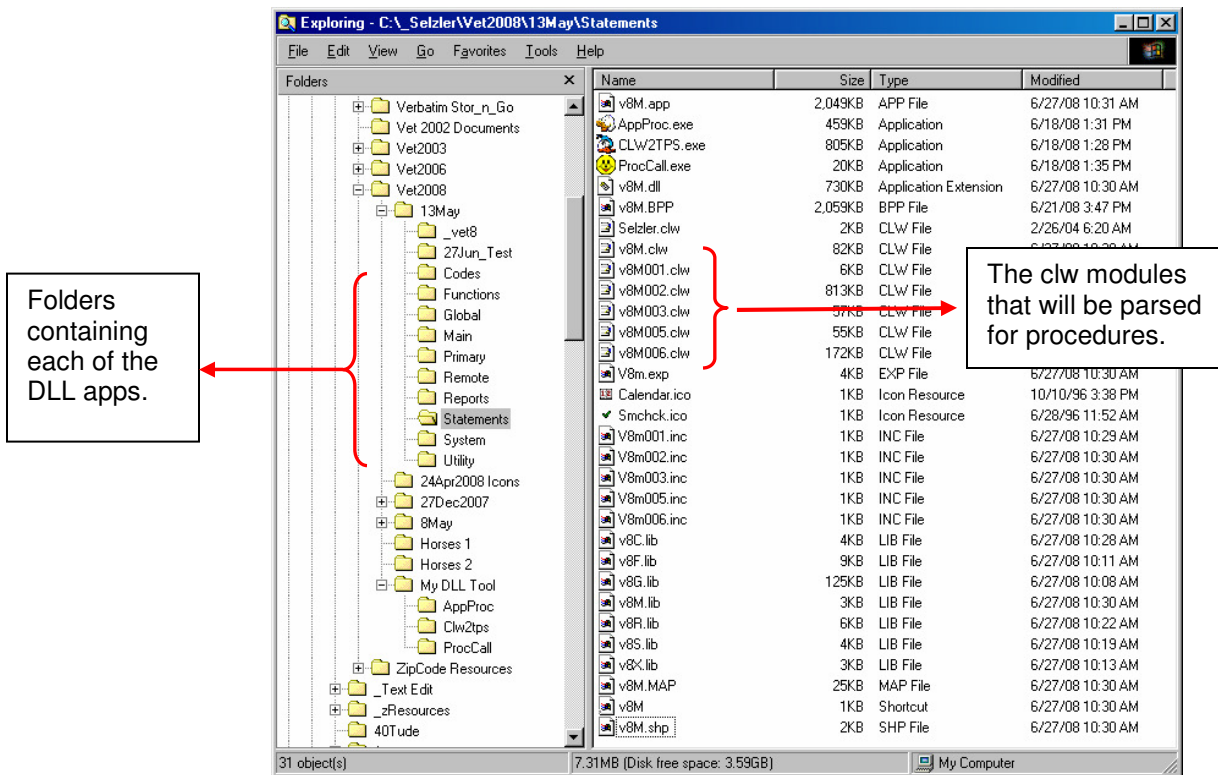 Exploring - C:\_Selzler\Vet2008\13May\Statements
File Edit View Go Favorites Tools Help
Folders
Verbatim Stor_n_Go
Vet 2002 Documents
Vet2003
Vet2006
Vet2008
13May
_vet8
27Jun_Test
Codes
Functions
Global
Main
Primary
Remote
Reports
Statements
System
Utility
24Apr2008 Icons
27Dec2007
8May
Horses 1
Horses 2
My DLL Tool
AppProc
Clw2tps
ProcCall
ZipCode Resources
_Text Edit
_zResources
40Tude
Name Size Type Modified
v8M.app 2,049KB APP File 6/27/08 10:31 AM
AppProc.exe 459KB Application 6/18/08 1:31 PM
CLW2TPS.exe 805KB Application 6/18/08 1:28 PM
ProcCall.exe 20KB Application 6/18/08 1:35 PM
v8M.dll 730KB Application Extension 6/27/08 10:30 AM
v8M.BPP 2,059KB BPP File 6/21/08 3:47 PM
Selzler.clw 2KB CLW File 2/26/04 6:20 AM
v8M.clw 82KB CLW File
v8M001.clw 6KB CLW File
v8M002.clw 813KB CLW File
v8M003.clw 57KB CLW File
v8M005.clw 55KB CLW File
v8M006.clw 172KB CLW File
V8m.exp 4KB EXP File 6/27/08 10:30 AM
Calendar.ico 1KB Icon Resource 10/10/96 3:38 PM
Smchck.ico 1KB Icon Resource 6/28/96 11:52 AM
V8m001.inc 1KB INC File 6/27/08 10:29 AM
V8m002.inc 1KB INC File 6/27/08 10:30 AM
V8m003.inc 1KB INC File 6/27/08 10:30 AM
V8m005.inc 1KB INC File 6/27/08 10:30 AM
V8m006.inc 1KB INC File 6/27/08 10:30 AM
v8C.lib 4KB LIB File 6/27/08 10:28 AM
v8F.lib 9KB LIB File 6/27/08 10:11 AM
v8G.lib 125KB LIB File 6/27/08 10:08 AM
v8M.lib 3KB LIB File 6/27/08 10:30 AM
v8R.lib 6KB LIB File 6/27/08 10:22 AM
v8S.lib 4KB LIB File 6/27/08 10:19 AM
v8X.lib 3KB LIB File 6/27/08 10:13 AM
v8M.MAP 25KB MAP File 6/27/08 10:30 AM
v8M 1KB Shortcut 6/27/08 10:30 AM
v8M.shp 2KB SHP File 6/27/08 10:30 AM
31 object(s) 7.31MB (Disk free space: 3.59GB) My Computer
Folders
containing
each of the
DLL apps.
The clw modules
that will be parsed
for procedures.